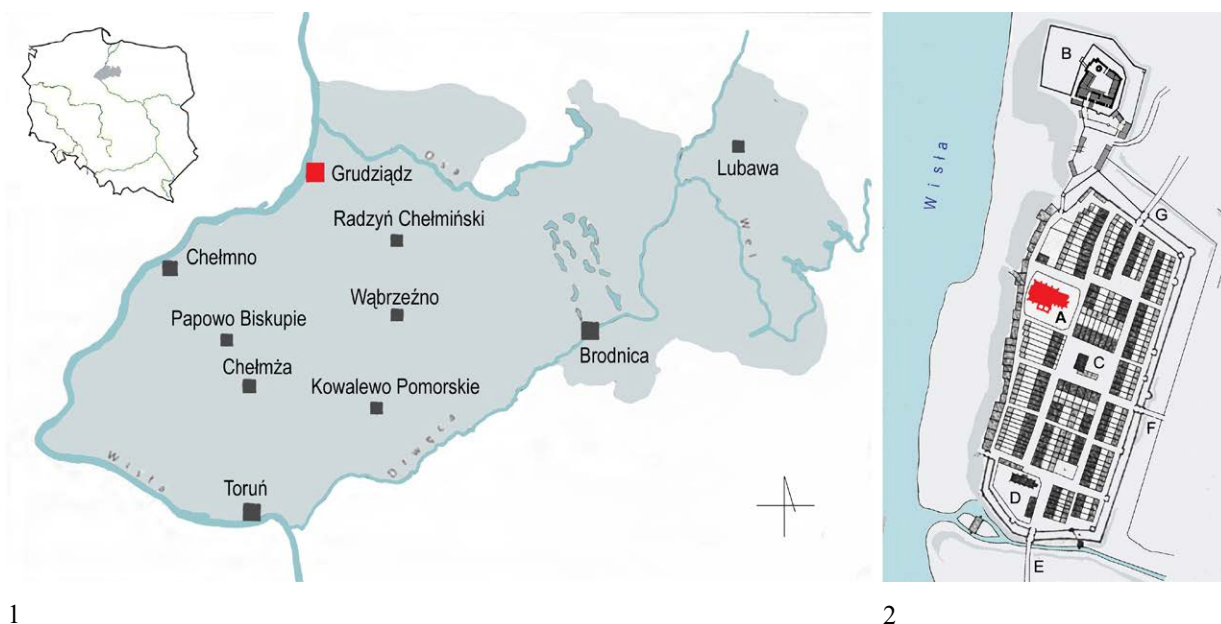 Osa
Lubawa
Grudziądz
Radzyń Chełmiński
Wel
Chełmno
Wąbrzeźno
Papowo Biskupie
Brodnica
Chełmża
Kowalewo Pomorskie
Wisła
Drwęca
Toruń
1
B
Wisła
G
A
C
F
D
E
2